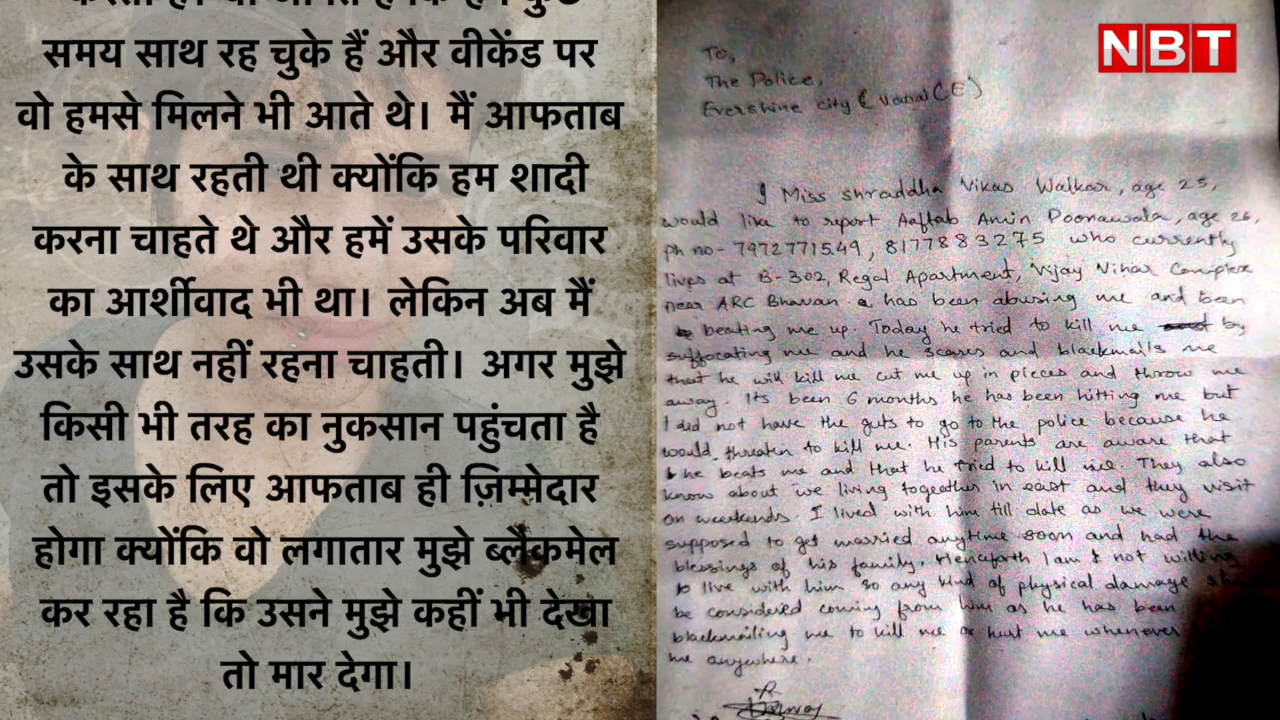 समय साथ रह चुके हैं और वीकेंड पर
वो हमसे मिलने भी आते थे। मैं आफताब
के साथ रहती थी क्योंकि हम शादी
करना चाहते थे और हमें उसके परिवार
का आर्शीवाद भी था। लेकिन अब मैं
उसके साथ नहीं रहना चाहती। अगर मुझे
किसी भी तरह का नुकसान पहुंचता है
तो इसके लिए आफताब ही ज़िम्मेदार
होगा क्योंकि वो लगातार मुझे ब्लैकमेल
कर रहा है कि उसने मुझे कहीं भी देखा
तो मार देगा।
NBT
To,
The Police,
Evershine city (Vasai (E)
I Miss Shraddha Vikas Walkar, age 25,
would like to report Aaftab Amin Poonawala, age 26,
ph no- 7972771549, 8177883275 who currently
lives at B-302, Regal Apartment, Vijay Vihar Complex
near ARC Bhavan has been abusing me and been
beating me up. Today he tried to kill me by
suffocating me and he scares and blackmails me
that he will kill me cut me up in pieces and throw me
away. Its been 6 months he has been hitting me but
I did not have the guts to go to the police because he
would threaten to kill me. His parents are aware that
he beats me and that he tried to kill me. They also
know about we living together in east and they visit
on weekends. I lived with him till date as we were
supposed to get married anytime soon and had the
blessings of his family. Henceforth I am not willing
to live with him so any kind of physical damage
be considered coming from him as he has been
blackmailing me to kill me or hurt me whenever
me anywhere.